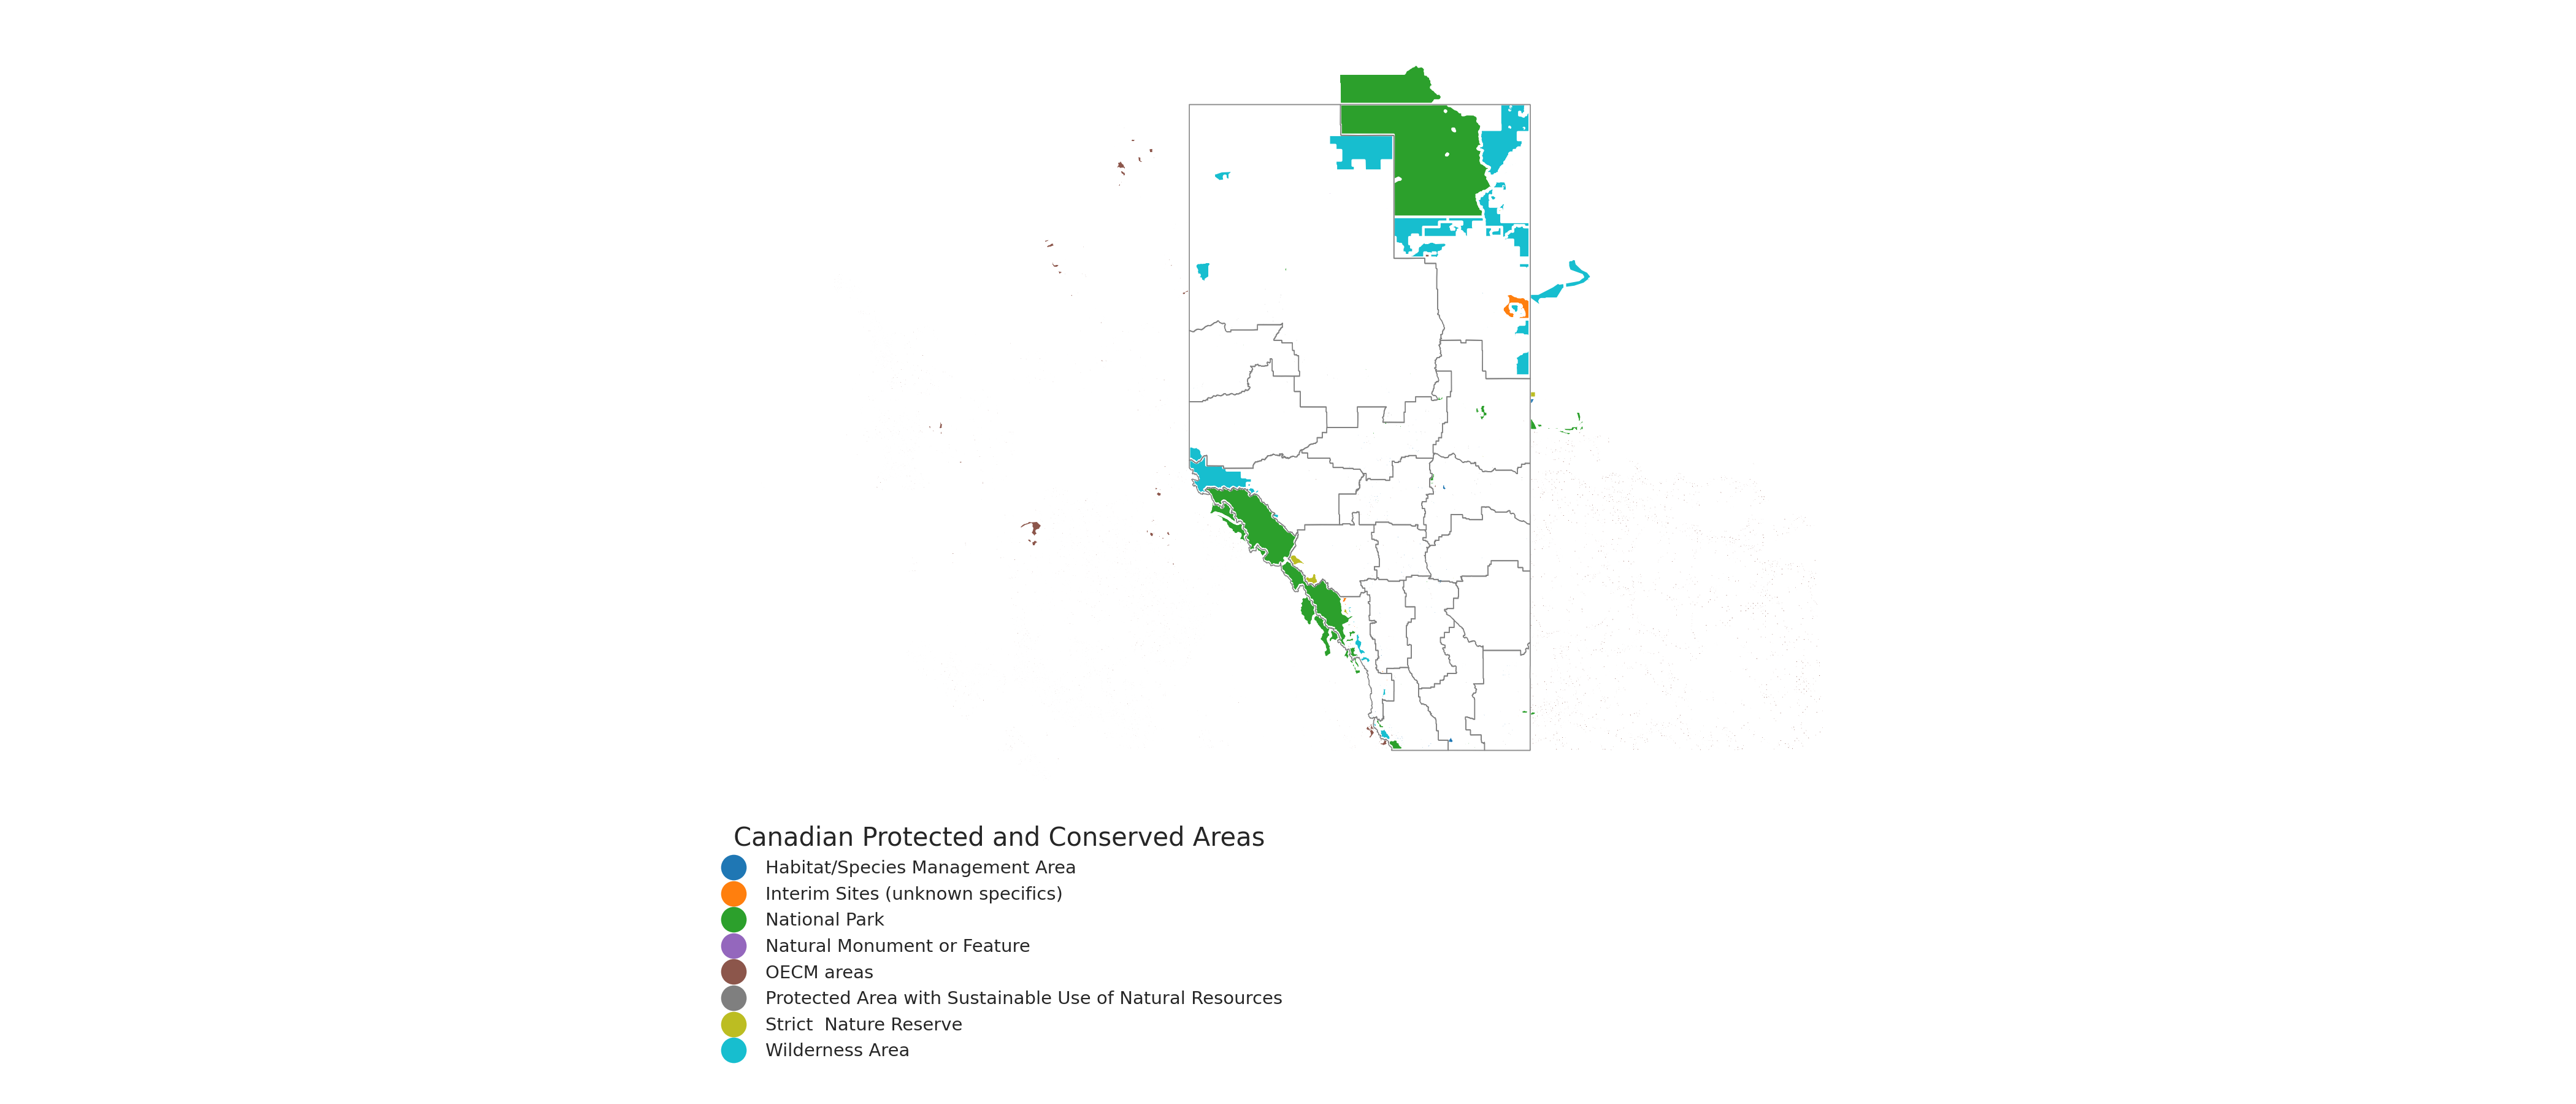 Canadian Protected and Conserved Areas
Habitat/Species Management Area
Interim Sites (unknown specifics)
National Park
Natural Monument or Feature
OECM areas
Protected Area with Sustainable Use of Natural Resources
Strict  Nature Reserve
Wilderness Area